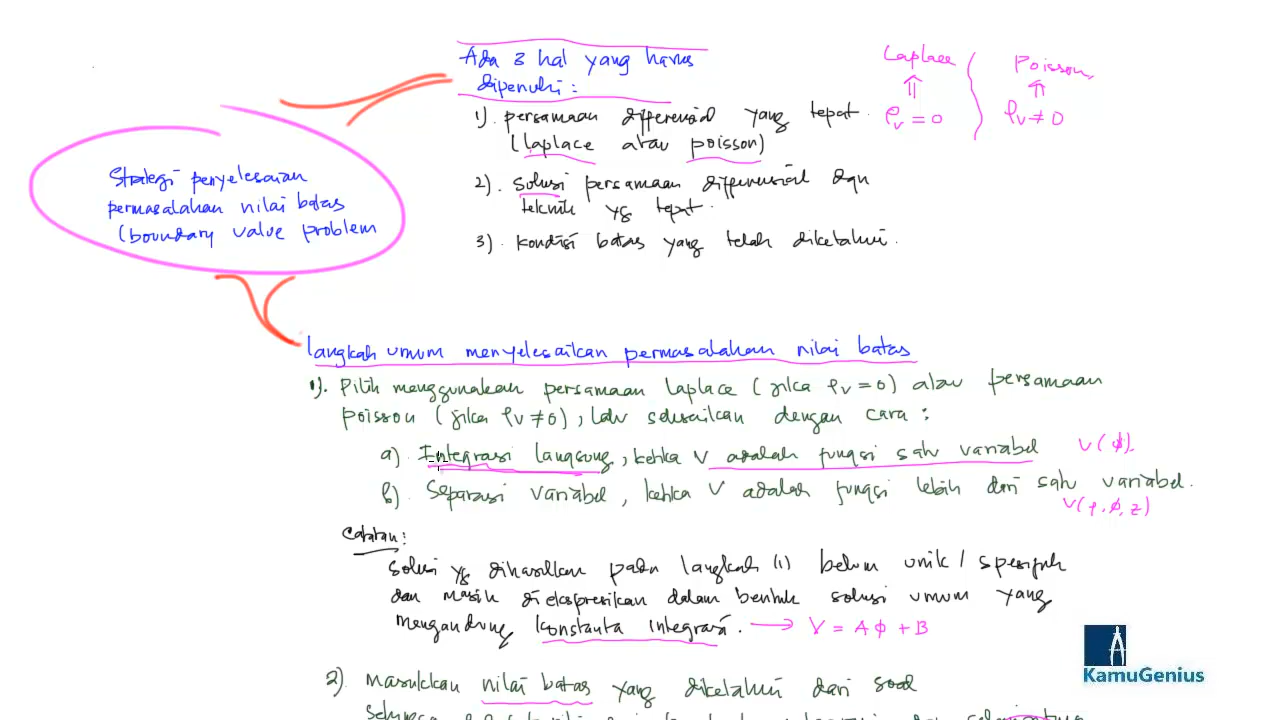 Ada 3 hal yang harus
dipenuhi :
Laplace
⇑
ρv = 0
Poisson,
⇑
ρv ≠ 0
1). persamaan differensial yang tepat.
(laplace atau poisson)
2). Solusi persamaan differensial dgn
teknik yg tepat.
3). Kondisi batas yang telah diketahui.
Strategi penyelesaian
permasalahan nilai batas
(boundary value problem
langkah umum menyelesaikan permasalahan nilai batas
1). Pilih menggunakan persamaan laplace (jika ρv = 0) atau persamaan
poisson (jika ρv ≠ 0), lalu selesaikan dengan cara :
a). Integrasi langsung, ketika V adalah fungsi satu variabel V(ϕ).
b). Separasi variabel, ketika V adalah fungsi lebih dari satu variabel.
V(ρ, ϕ, z)
Catatan :
Solusi yg dihasilkan pada langkah (1) belum unik / spesifik
dan masih diekspresikan dalam bentuk solusi umum yang
mengandung konstanta integrasi. → V = Aϕ + B
2) Masukkan nilai batas yang diketahui dari soal
KamuGenius